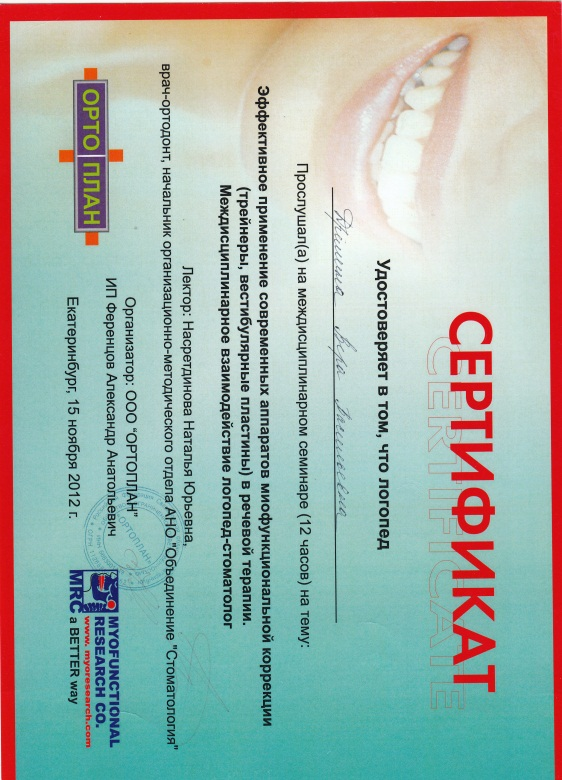 СЕРТИФИКАТ
CERTIFICATE
Удостоверяет в том, что логопед
Вера
Прослушал(а) на междисциплинарном семинаре (12 часов) на тему:
Эффективное применение современных аппаратов миофункциональной коррекции
(трейнеры, вестибулярные пластины) в речевой терапии.
Междисциплинарное взаимодействие логопед-стоматолог
Лектор: Насретдинова Наталья Юрьевна,
врач-ортодонт, начальник организационно-методического отдела АНО "Объединение "Стоматология"
Организатор: ООО "ОРТОПЛАН"
ИП Ференцов Александр Анатольевич
Екатеринбург, 15 ноября 2012 г.
ОРТО ПЛАН
"ОРТОПЛАН"
MYOFUNCTIONAL
RESEARCH CO.
www. myoresearch.com
MRC a BETTER way